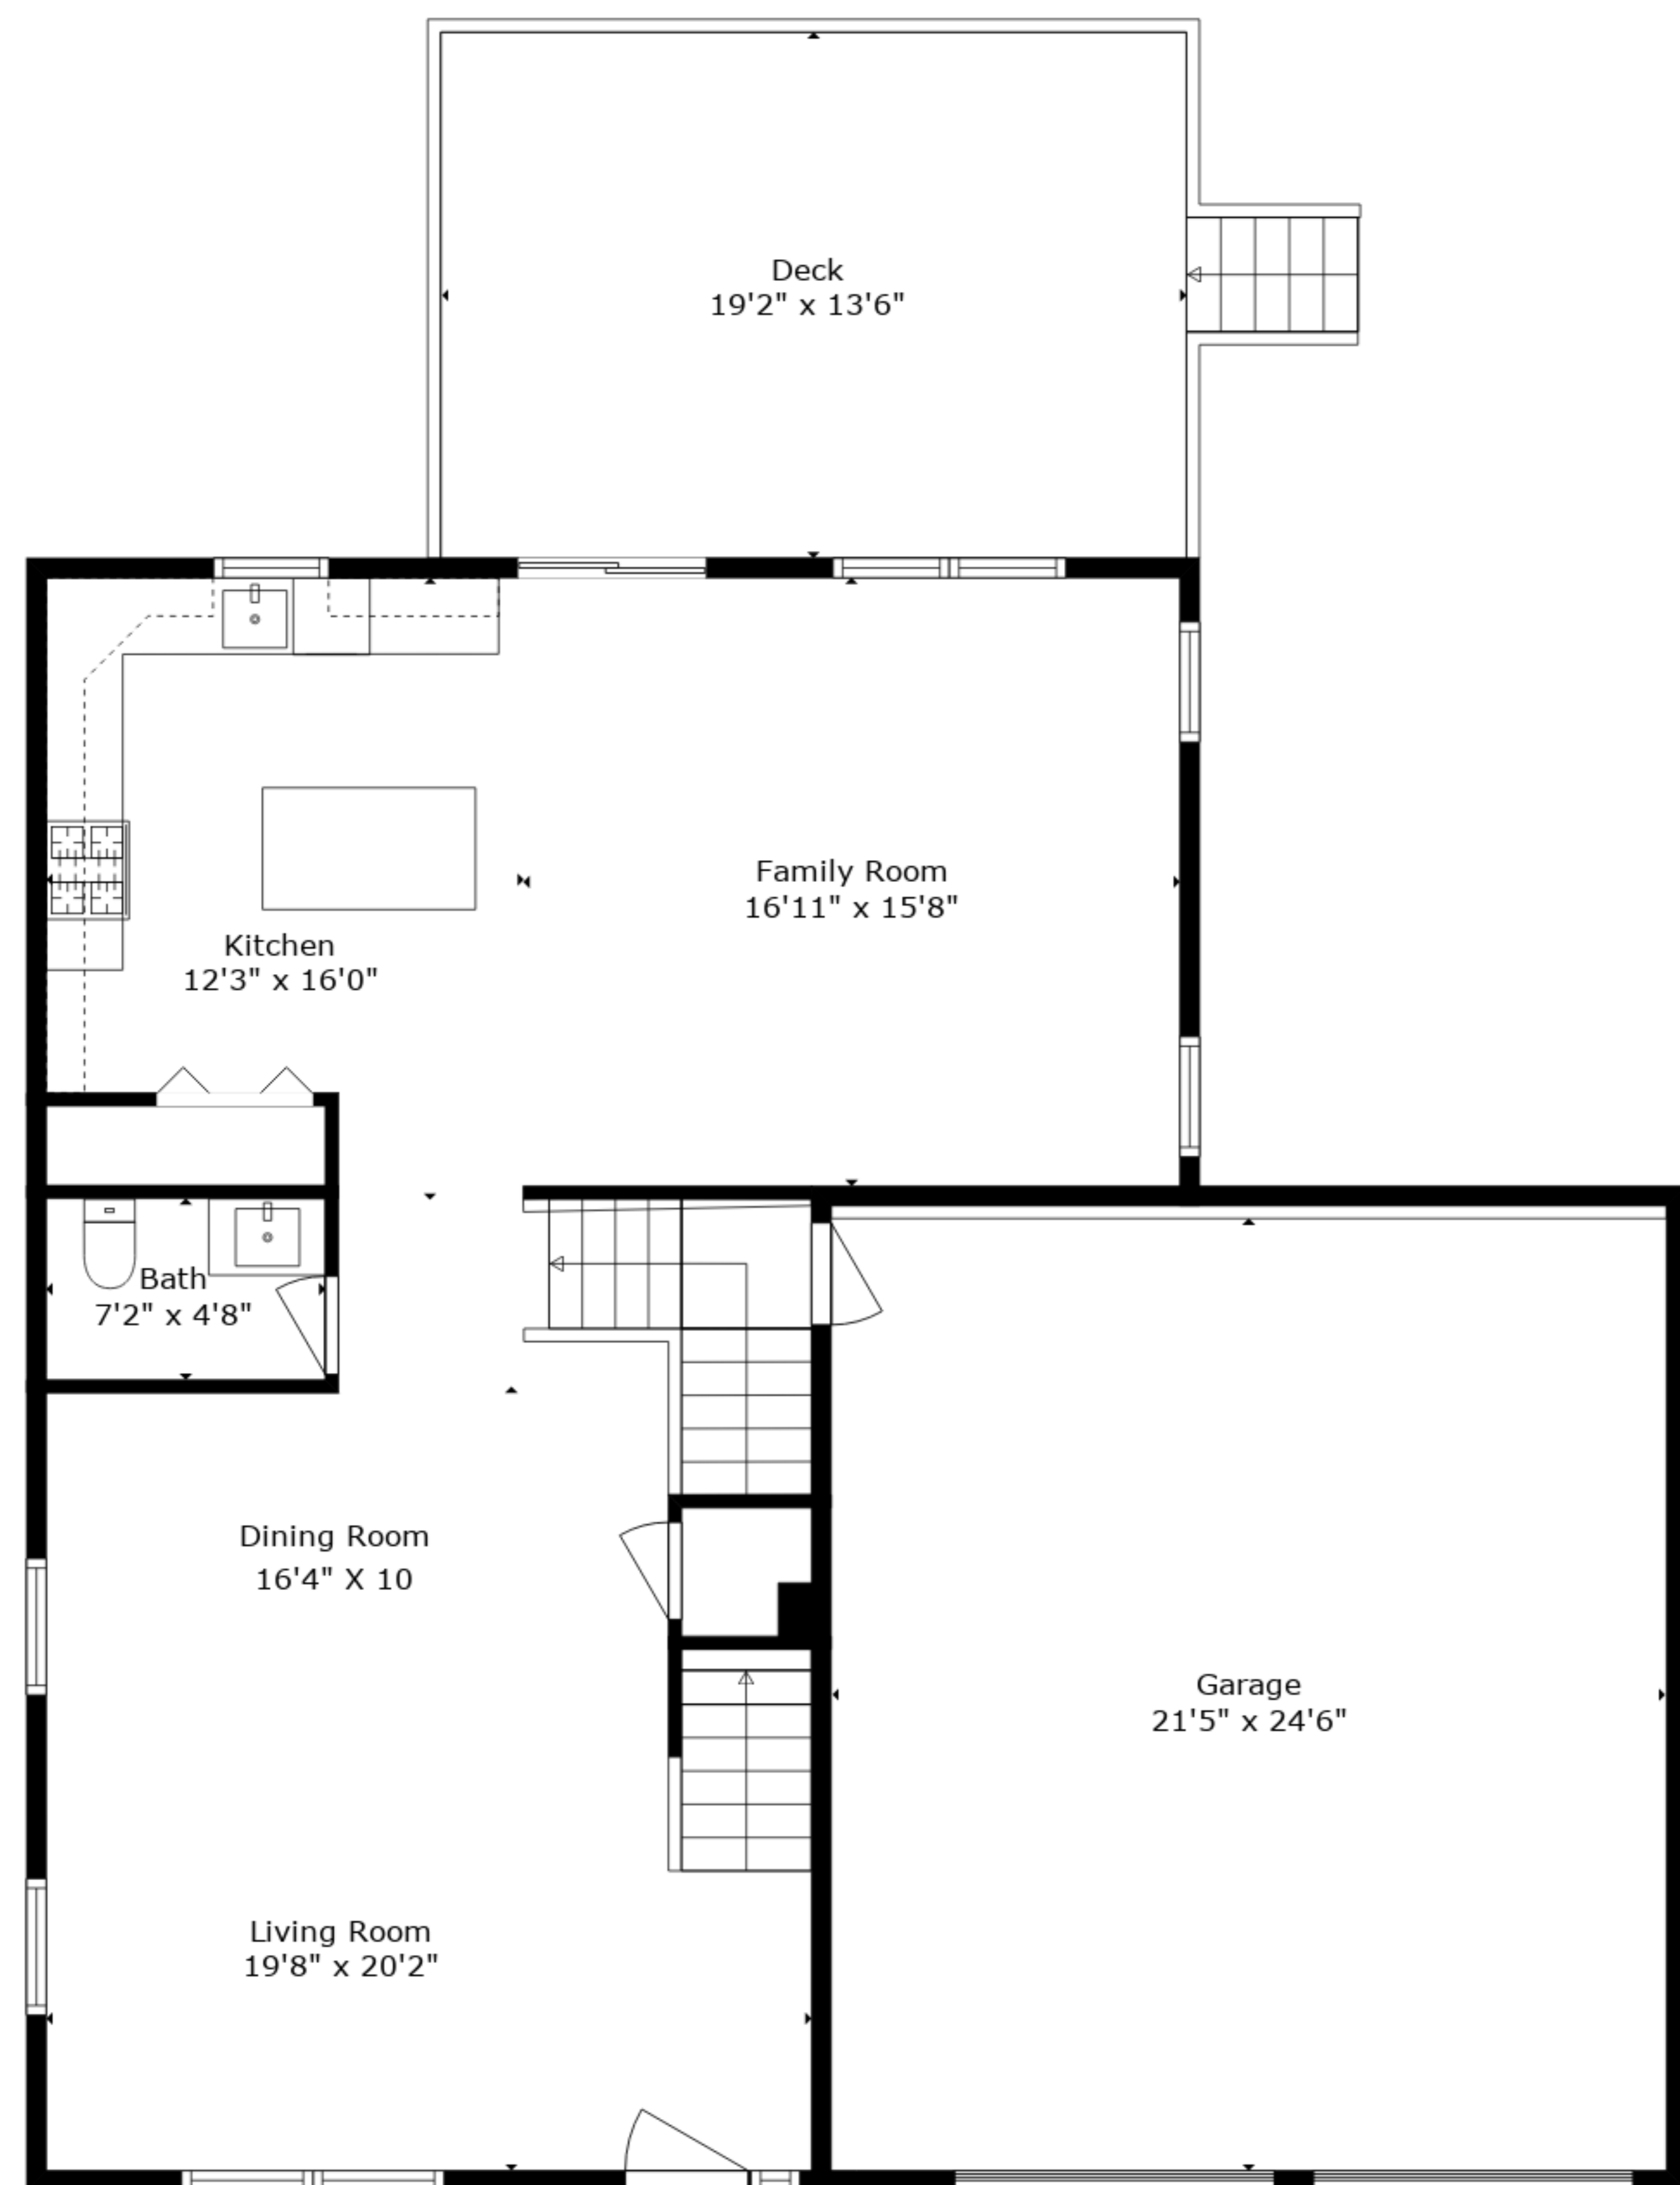 Deck
19'2" x 13'6"
Family Room
16'11" x 15'8"
Kitchen
12'3" x 16'0"
Bath
7'2" x 4'8"
Dining Room
16'4" X 10
Garage
21'5" x 24'6"
Living Room
19'8" x 20'2"